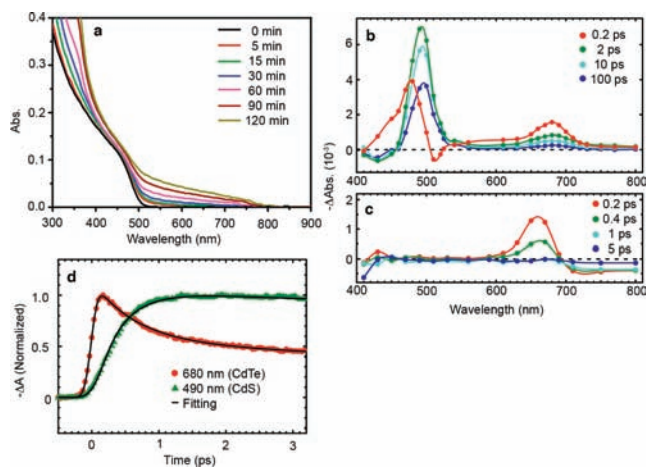 a
0 min
5 min
15 min
30 min
60 min
90 min
120 min
Abs.
0.4
0.3
0.2
0.1
0.0
300 400 500 600 700 800 900
Wavelength (nm)
b
0.2 ps
2 ps
10 ps
100 ps
-ΔAbs. (10⁻³)
6
4
2
0
400 500 600 700 800
c
0.2 ps
0.4 ps
1 ps
5 ps
2
1
0
-1
400 500 600 700 800
Wavelength (nm)
d
-ΔA (Normalized)
1.0
0.5
0
680 nm (CdTe)
490 nm (CdS)
Fitting
0 1 2 3
Time (ps)